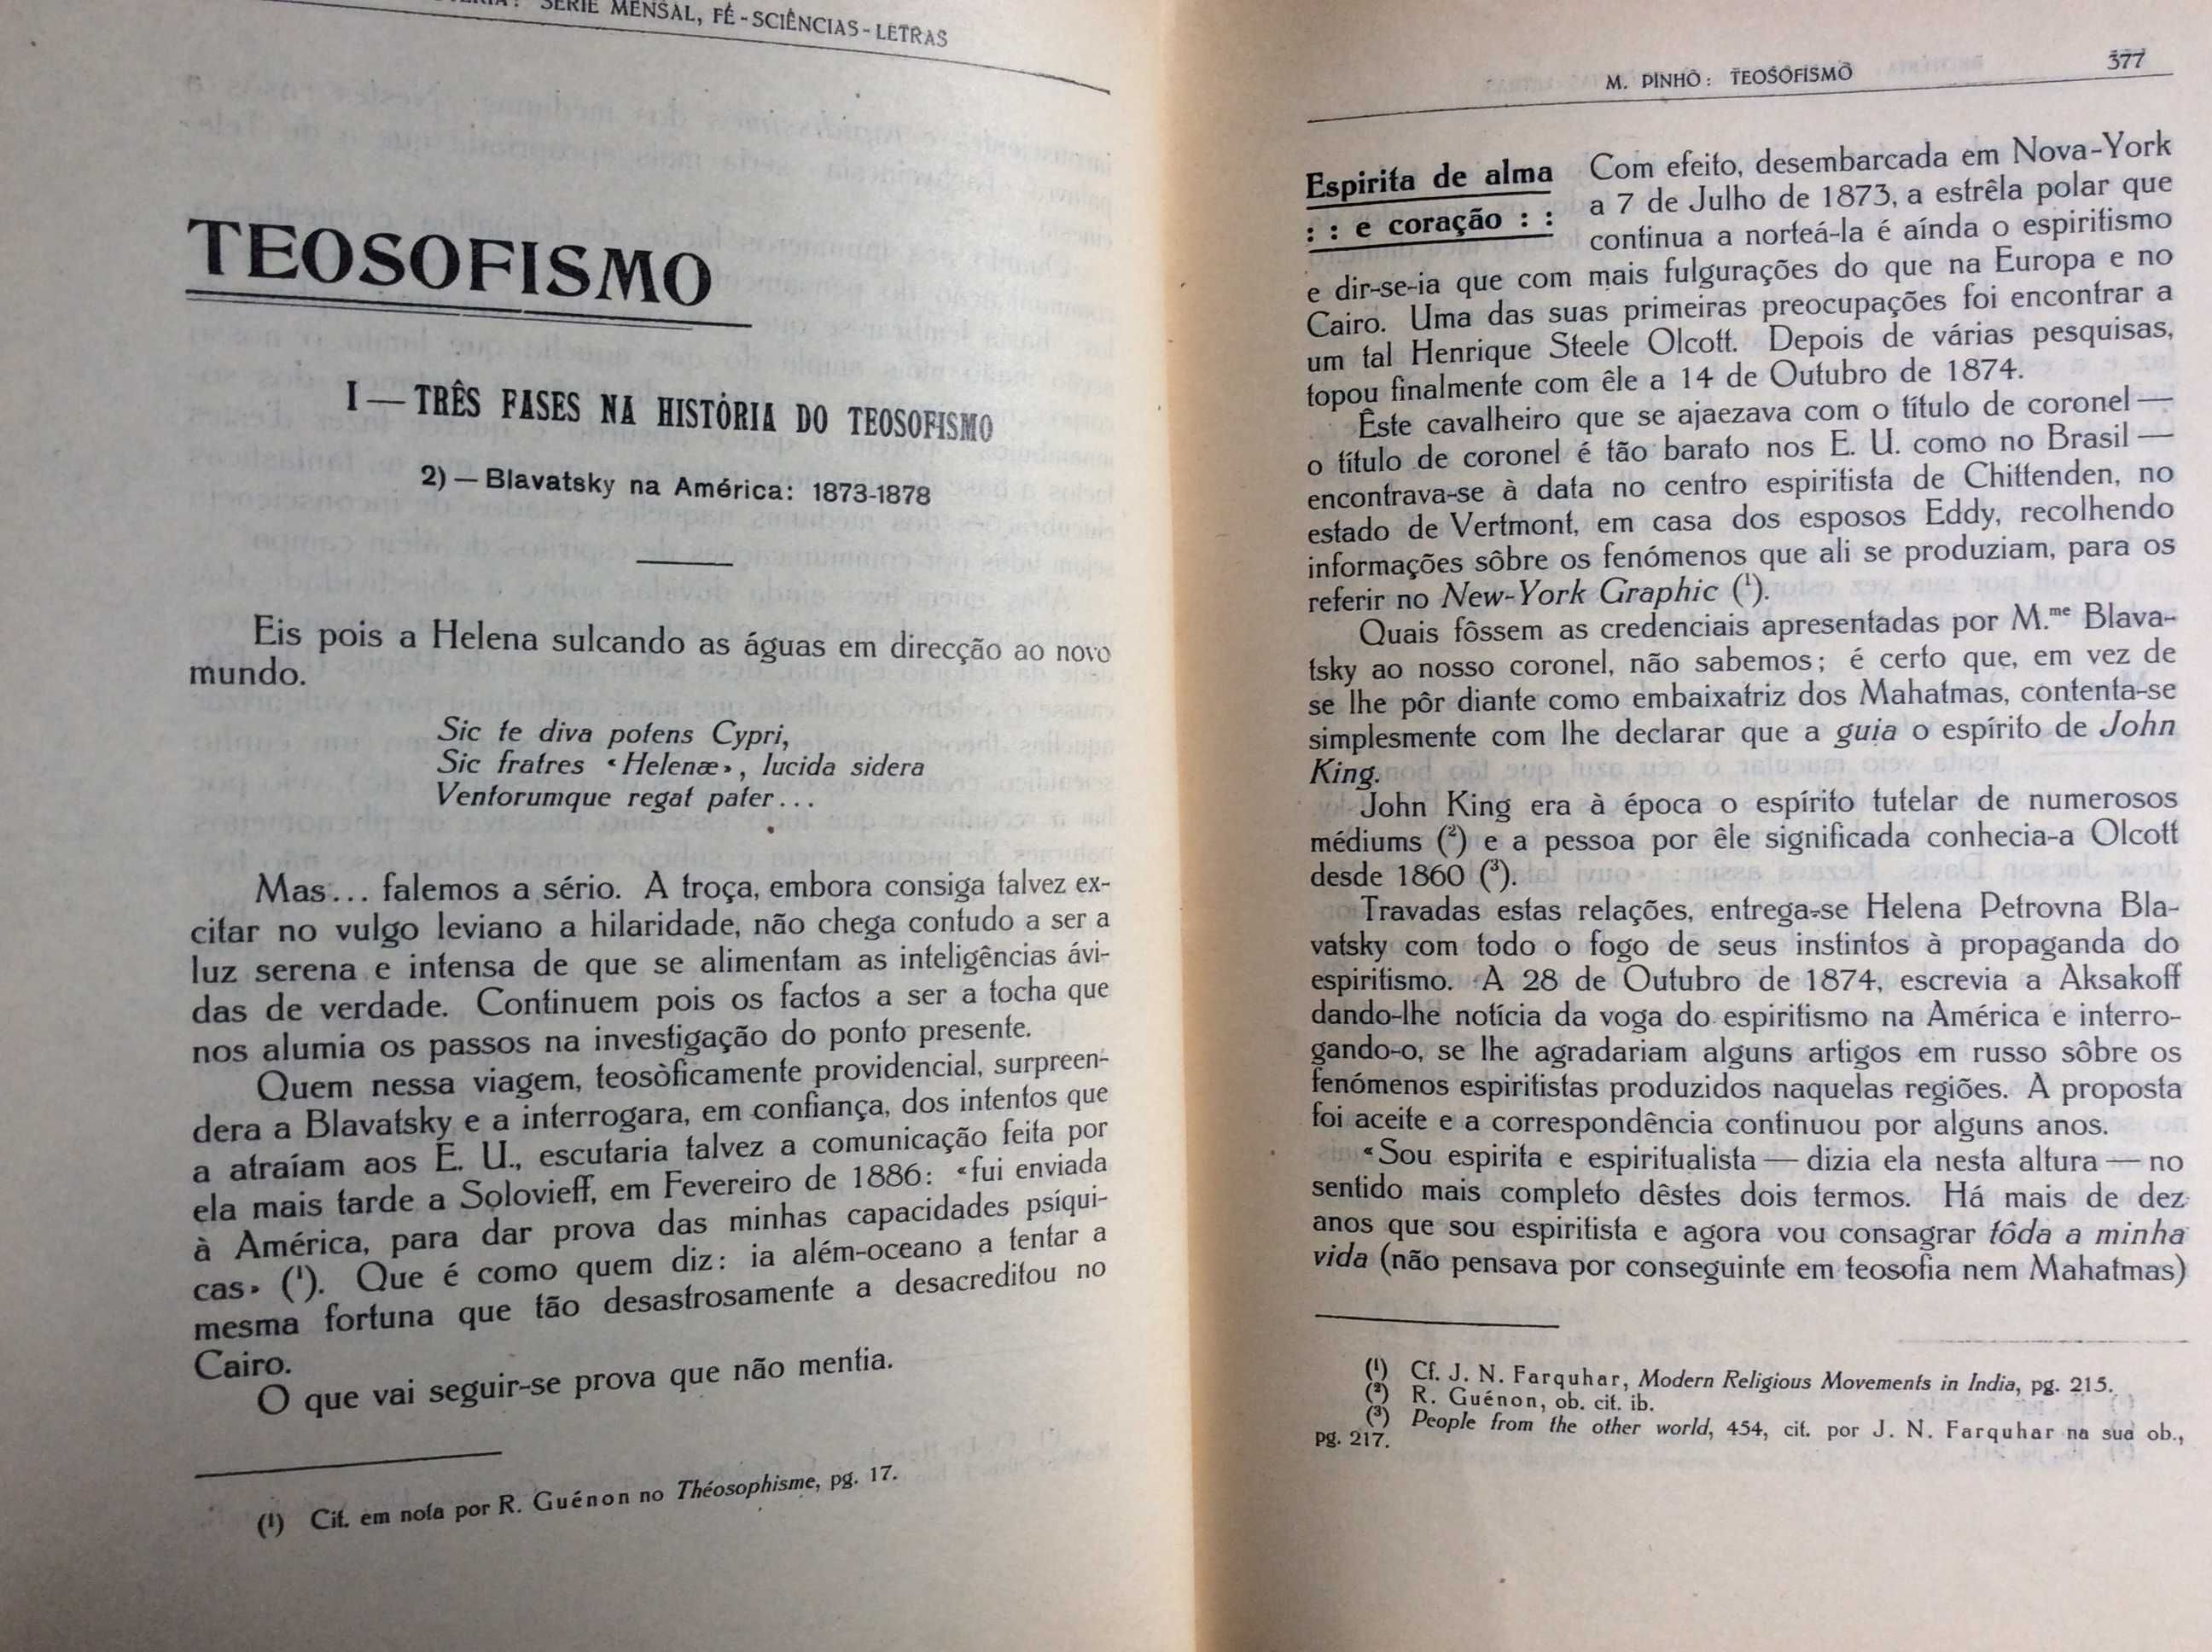 SÉRIE MENSAL, FÉ-SCIÊNCIAS-LETRAS
TEOSOFISMO
I — TRÊS FASES NA HISTÓRIA DO TEOSOFISMO
2) — Blavatsky na América: 1873-1878
Eis pois a Helena sulcando as águas em direcção ao novo
mundo.
Sic te diva potens Cypri,
Sic fratres «Helenæ», lucida sidera
Ventorumque regat pater...
Mas... falemos a sério. A troça, embora consiga talvez ex-
citar no vulgo leviano a hilaridade, não chega contudo a ser a
luz serena e intensa de que se alimentam as inteligências ávi-
das de verdade. Continuem pois os factos a ser a tocha que
nos alumia os passos na investigação do ponto presente.
Quem nessa viagem, teosòficamente providencial, surpreen-
dera a Blavatsky e a interrogara, em confiança, dos intentos que
a atraíam aos E. U., escutaria talvez a comunicação feita por
ela mais tarde a Solovieff, em Fevereiro de 1886: «fui enviada
à América, para dar prova das minhas capacidades psíqui-
cas» (¹). Que é como quem diz: ia além-oceano a tentar a
mesma fortuna que tão desastrosamente a desacreditou no
Cairo.
O que vai seguir-se prova que não mentia.
(¹) Cit. em nota por R. Guénon no Théosophisme, pg. 17.
M. PINHO: TEOSOFISMO
377
Espirita de alma
: : e coração : :
Com efeito, desembarcada em Nova-York
a 7 de Julho de 1873, a estrêla polar que
continua a norteá-la é aínda o espiritismo
e dir-se-ia que com mais fulgurações do que na Europa e no
Cairo. Uma das suas primeiras preocupações foi encontrar a
um tal Henrique Steele Olcott. Depois de várias pesquisas,
topou finalmente com êle a 14 de Outubro de 1874.
Êste cavalheiro que se ajaezava com o título de coronel —
o título de coronel é tão barato nos E. U. como no Brasil —
encontrava-se à data no centro espiritista de Chittenden, no
estado de Vertmont, em casa dos esposos Eddy, recolhendo
informações sôbre os fenómenos que ali se produziam, para os
referir no New-York Graphic (¹).
Quais fôssem as credenciais apresentadas por M.me Blava-
tsky ao nosso coronel, não sabemos; é certo que, em vez de
se lhe pôr diante como embaixatriz dos Mahatmas, contenta-se
simplesmente com lhe declarar que a guia o espírito de John
King.
John King era à época o espírito tutelar de numerosos
médiums (²) e a pessoa por êle significada conhecia-a Olcott
desde 1860 (³).
Travadas estas relações, entrega-se Helena Petrovna Bla-
vatsky com todo o fogo de seus instintos à propaganda do
espiritismo. A 28 de Outubro de 1874, escrevia a Aksakoff
dando-lhe notícia da voga do espiritismo na América e interro-
gando-o, se lhe agradariam alguns artigos em russo sôbre os
fenómenos espiritistas produzidos naquelas regiões. A proposta
foi aceite e a correspondência continuou por alguns anos.
«Sou espirita e espiritualista — dizia ela nesta altura — no
sentido mais completo dêstes dois termos. Há mais de dez
anos que sou espiritista e agora vou consagrar tôda a minha
vida (não pensava por conseguinte em teosofia nem Mahatmas)
(¹) Cf. J. N. Farquhar, Modern Religious Movements in India, pg. 215.
(²) R. Guénon, ob. cit. ib.
(³) People from the other world, 454, cit. por J. N. Farquhar na sua ob.,
pg. 217.